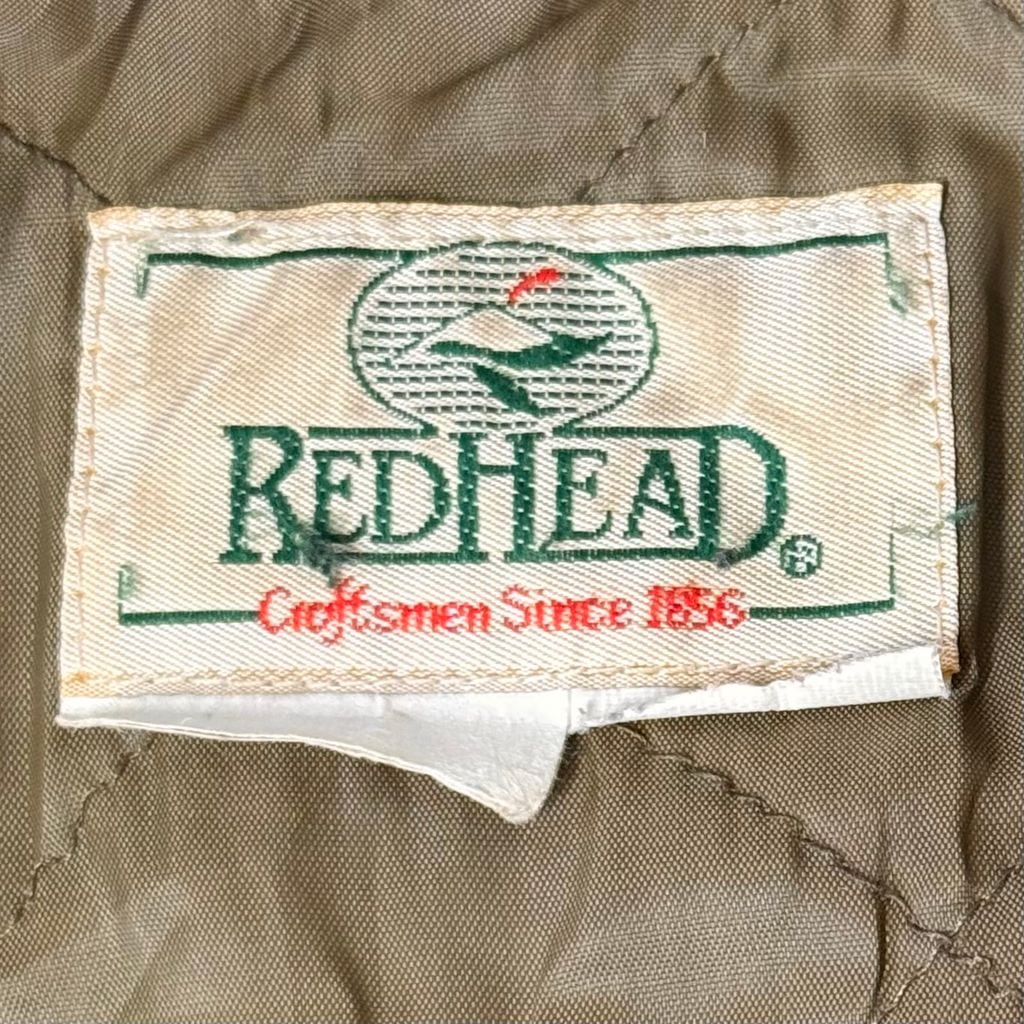 REDHEAD®
Craftsmen Since 1856